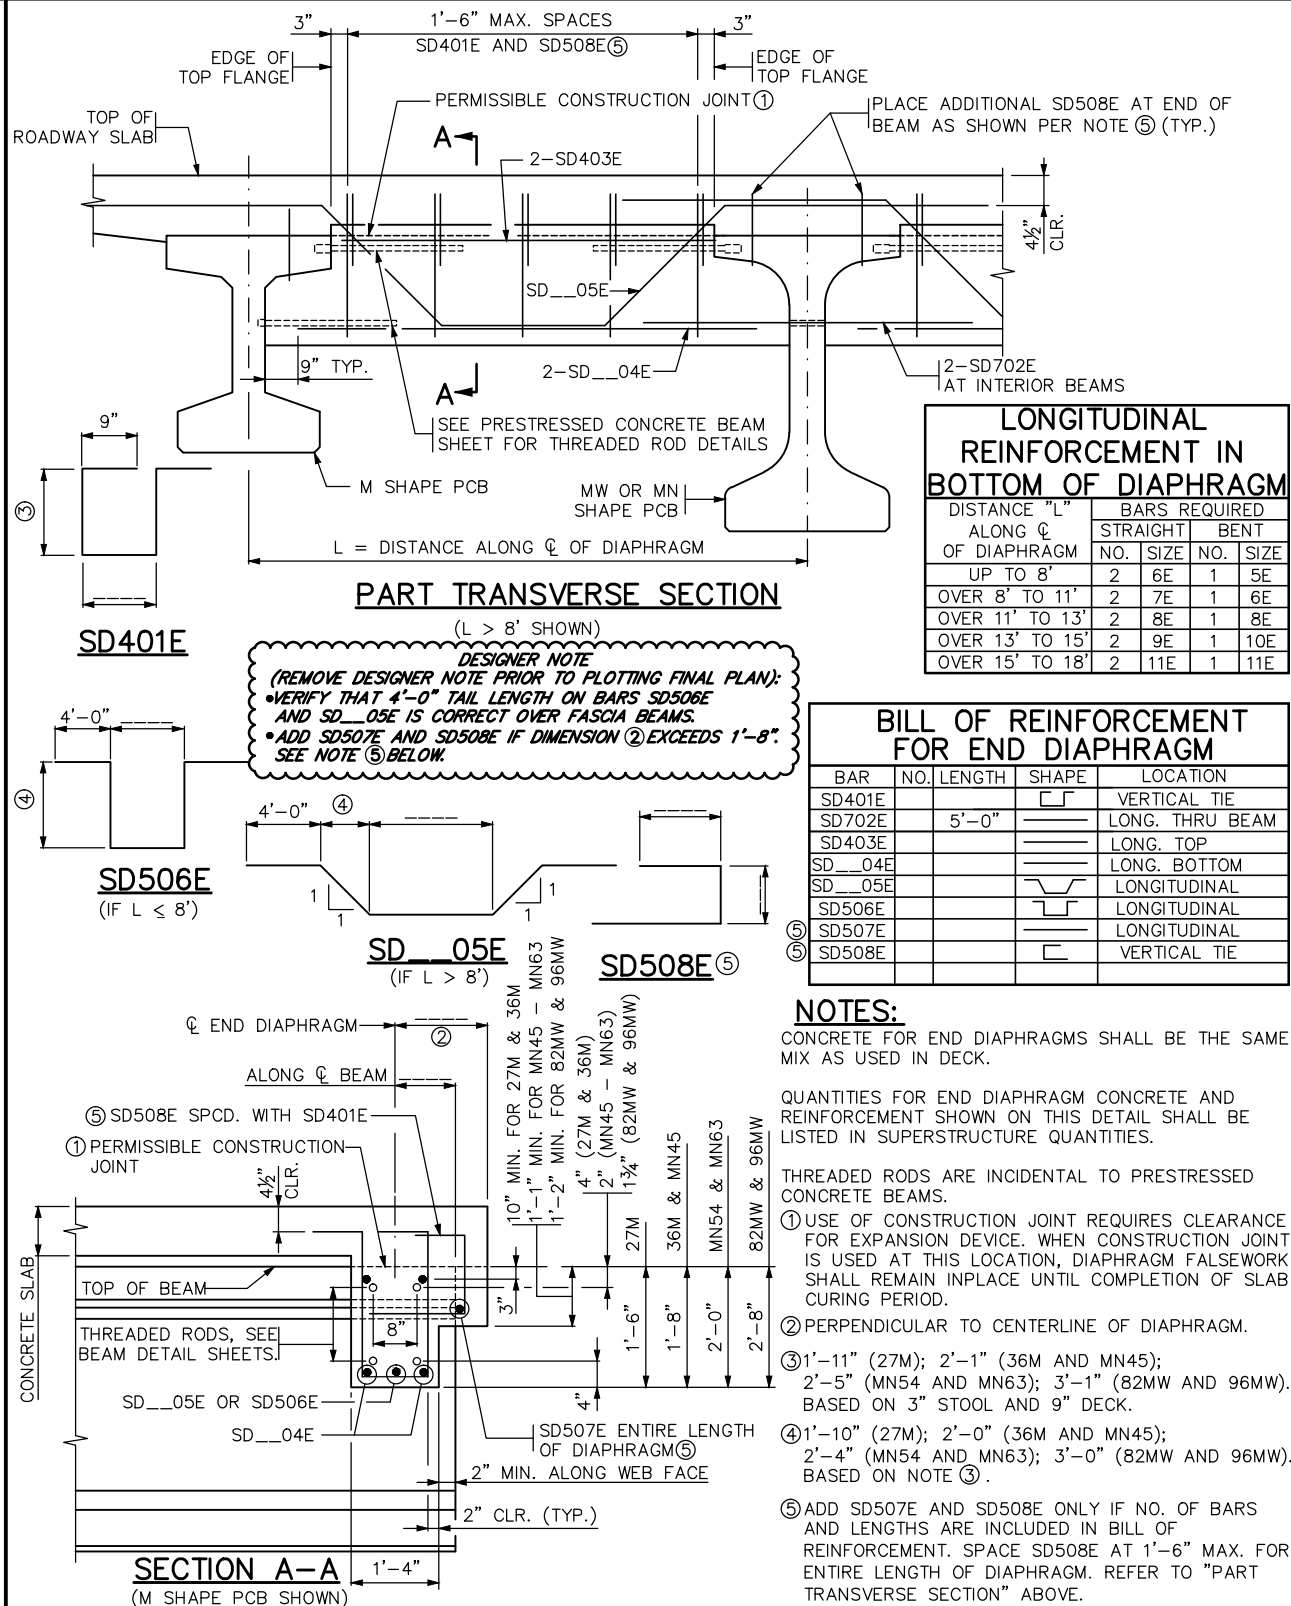 3" 1'-6" MAX. SPACES 3"
SD401E AND SD508E⑤
EDGE OF
TOP FLANGE
EDGE OF
TOP FLANGE
PERMISSIBLE CONSTRUCTION JOINT①
PLACE ADDITIONAL SD508E AT END OF
BEAM AS SHOWN PER NOTE ⑤ (TYP.)
TOP OF
ROADWAY SLAB
A
2-SD403E
4½"
CLR.
SD__05E
9" TYP.
2-SD__04E
2-SD702E
AT INTERIOR BEAMS
A
SEE PRESTRESSED CONCRETE BEAM
SHEET FOR THREADED ROD DETAILS
M SHAPE PCB
MW OR MN
SHAPE PCB
L = DISTANCE ALONG ℄ OF DIAPHRAGM
PART TRANSVERSE SECTION
(L > 8' SHOWN)
9"
③
____
SD401E
LONGITUDINAL
REINFORCEMENT IN
BOTTOM OF DIAPHRAGM
DISTANCE "L"
ALONG ℄
OF DIAPHRAGM
BARS REQUIRED
STRAIGHT BENT
NO. SIZE NO. SIZE
UP TO 8' 2 6E 1 5E
OVER 8' TO 11' 2 7E 1 6E
OVER 11' TO 13' 2 8E 1 8E
OVER 13' TO 15' 2 9E 1 10E
OVER 15' TO 18' 2 11E 1 11E
DESIGNER NOTE
(REMOVE DESIGNER NOTE PRIOR TO PLOTTING FINAL PLAN):
•VERIFY THAT 4'-0" TAIL LENGTH ON BARS SD506E
AND SD__05E IS CORRECT OVER FASCIA BEAMS.
•ADD SD507E AND SD508E IF DIMENSION ② EXCEEDS 1'-8".
SEE NOTE ⑤ BELOW.
4'-0" ____
④
SD506E
(IF L ≤ 8')
4'-0" ④ ____
1
1
1
1
SD__05E
(IF L > 8')
____
____
SD508E⑤
BILL OF REINFORCEMENT
FOR END DIAPHRAGM
BAR NO. LENGTH SHAPE LOCATION
SD401E VERTICAL TIE
SD702E 5'-0" LONG. THRU BEAM
SD403E LONG. TOP
SD__04E LONG. BOTTOM
SD__05E LONGITUDINAL
SD506E LONGITUDINAL
⑤ SD507E LONGITUDINAL
⑤ SD508E VERTICAL TIE
℄ END DIAPHRAGM ____
②
ALONG ℄ BEAM ____
⑤ SD508E SPCD. WITH SD401E
① PERMISSIBLE CONSTRUCTION
JOINT
4½"
CLR.
10" MIN. FOR 27M & 36M
1'-1" MIN. FOR MN45 - MN63
1'-2" MIN. FOR 82MW & 96MW
4" (27M & 36M)
2" (MN45 - MN63)
1¾" (82MW & 96MW)
27M
36M & MN45
MN54 & MN63
82MW & 96MW
CONCRETE SLAB
TOP OF BEAM
3"
THREADED RODS, SEE
BEAM DETAIL SHEETS.
8"
1'-6"
1'-8"
2'-0"
2'-8"
4"
SD__05E OR SD506E
SD__04E
SD507E ENTIRE LENGTH
OF DIAPHRAGM⑤
2" MIN. ALONG WEB FACE
2" CLR. (TYP.)
1'-4"
SECTION A-A
(M SHAPE PCB SHOWN)
NOTES:
CONCRETE FOR END DIAPHRAGMS SHALL BE THE SAME
MIX AS USED IN DECK.
QUANTITIES FOR END DIAPHRAGM CONCRETE AND
REINFORCEMENT SHOWN ON THIS DETAIL SHALL BE
LISTED IN SUPERSTRUCTURE QUANTITIES.
THREADED RODS ARE INCIDENTAL TO PRESTRESSED
CONCRETE BEAMS.
① USE OF CONSTRUCTION JOINT REQUIRES CLEARANCE
FOR EXPANSION DEVICE. WHEN CONSTRUCTION JOINT
IS USED AT THIS LOCATION, DIAPHRAGM FALSEWORK
SHALL REMAIN INPLACE UNTIL COMPLETION OF SLAB
CURING PERIOD.
② PERPENDICULAR TO CENTERLINE OF DIAPHRAGM.
③ 1'-11" (27M); 2'-1" (36M AND MN45);
2'-5" (MN54 AND MN63); 3'-1" (82MW AND 96MW).
BASED ON 3" STOOL AND 9" DECK.
④ 1'-10" (27M); 2'-0" (36M AND MN45);
2'-4" (MN54 AND MN63); 3'-0" (82MW AND 96MW).
BASED ON NOTE ③ .
⑤ ADD SD507E AND SD508E ONLY IF NO. OF BARS
AND LENGTHS ARE INCLUDED IN BILL OF
REINFORCEMENT. SPACE SD508E AT 1'-6" MAX. FOR
ENTIRE LENGTH OF DIAPHRAGM. REFER TO "PART
TRANSVERSE SECTION" ABOVE.